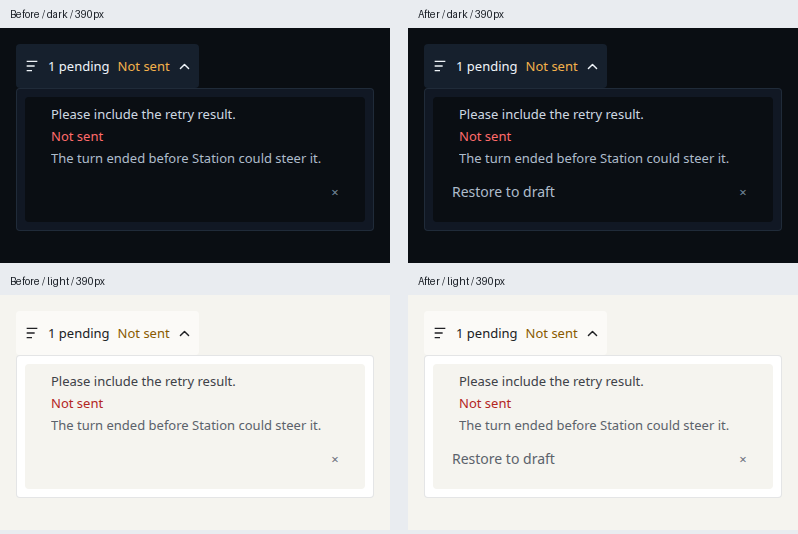 Before / dark / 390px
1 pending Not sent
Please include the retry result.
Not sent
The turn ended before Station could steer it.
×
After / dark / 390px
1 pending Not sent
Please include the retry result.
Not sent
The turn ended before Station could steer it.
Restore to draft ×
Before / light / 390px
1 pending Not sent
Please include the retry result.
Not sent
The turn ended before Station could steer it.
×
After / light / 390px
1 pending Not sent
Please include the retry result.
Not sent
The turn ended before Station could steer it.
Restore to draft ×